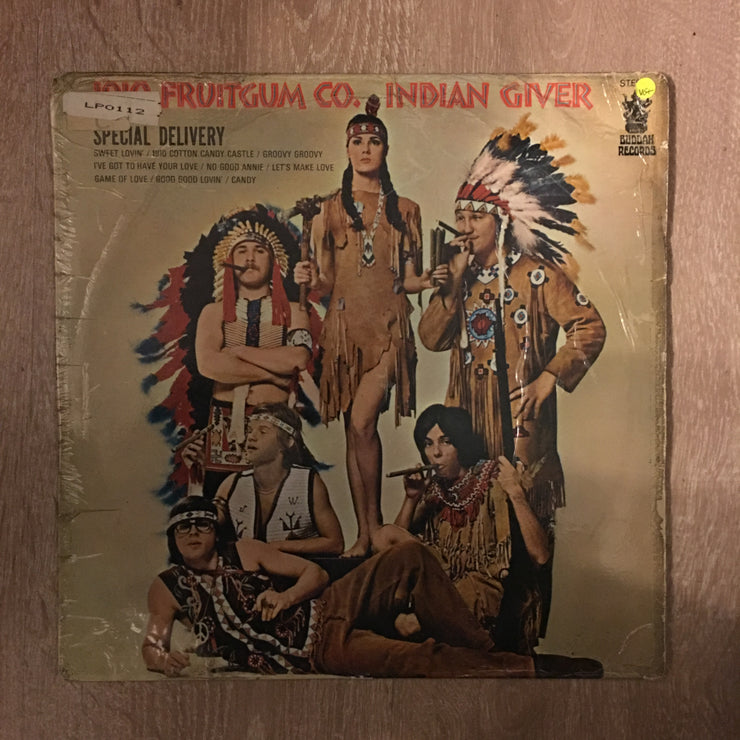 1910 FRUITGUM CO. INDIAN GIVER
LP0112
SPECIAL DELIVERY
SWEET LOVIN' / 1910 COTTON CANDY CASTLE / GROOVY GROOVY
I'VE GOT TO HAVE YOUR LOVE / NO GOOD ANNIE / LET'S MAKE LOVE
GAME OF LOVE / GOOD GOOD LOVIN' / CANDY
VG+
BUDDAH
RECORDS
W